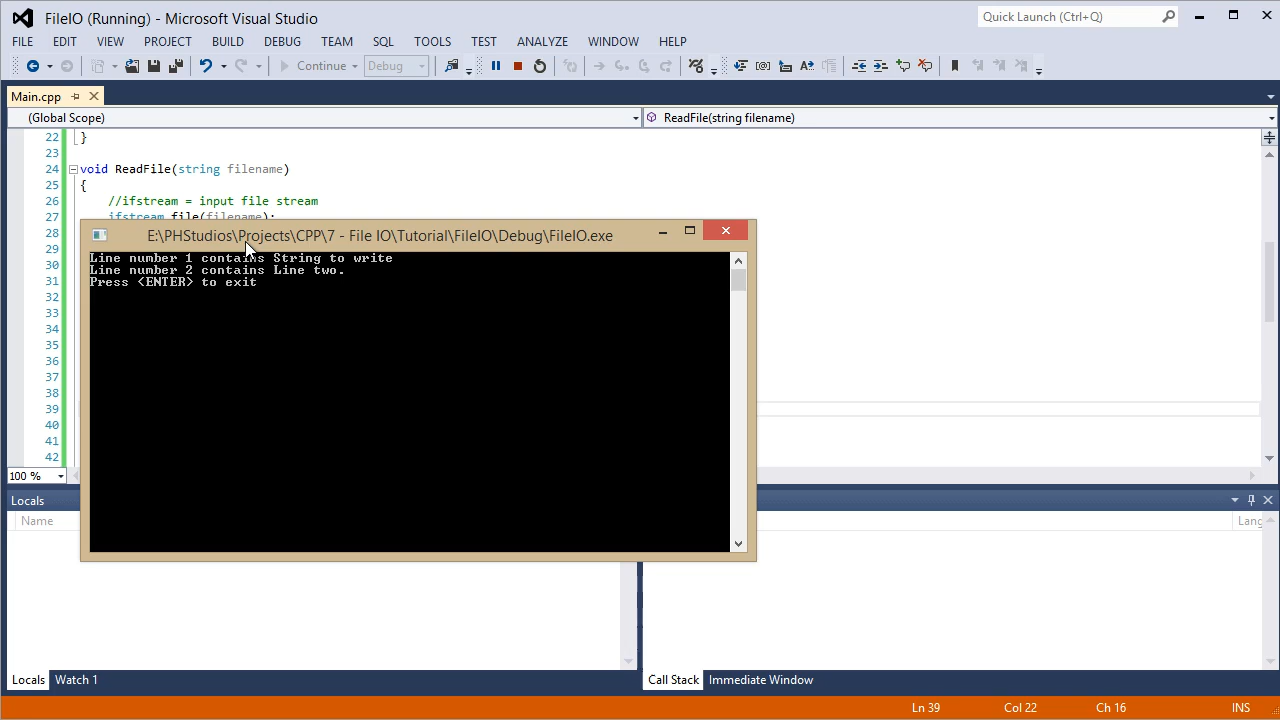 FileIO (Running) - Microsoft Visual Studio
Quick Launch (Ctrl+Q)
FILE EDIT VIEW PROJECT BUILD DEBUG TEAM SQL TOOLS TEST ANALYZE WINDOW HELP
Continue Debug
Main.cpp
(Global Scope) ReadFile(string filename)
22 }
23
24 void ReadFile(string filename)
25 {
26 //ifstream = input file stream
27 ifstream file(filename);
28
29
30
31
32
33
34
35
36
37
38
39
40
41
42
E:\PHStudios\Projects\CPP\7 - File IO\Tutorial\FileIO\Debug\FileIO.exe
Line number 1 contains String to write
Line number 2 contains Line two.
Press <ENTER> to exit
100 %
Locals
Name Lang
Locals Watch 1 Call Stack Immediate Window
Ln 39 Col 22 Ch 16 INS